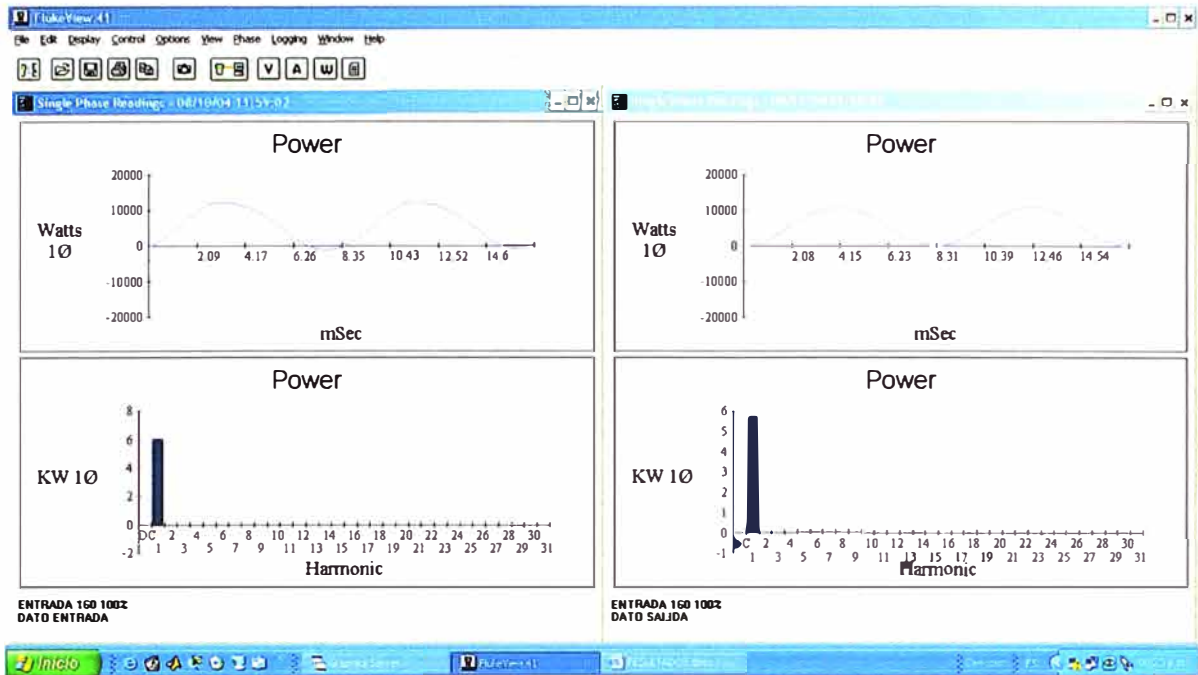 FlukeView 41
File Edit Display Control Options View Phase Logging Window Help
V A W
Single Phase Readings - 08/10/04 11:59:02
Power
20000
10000
0
-10000
-20000
Watts
1Ø
2.09 4.17 6.26 8.35 10.43 12.52 14.6
mSec
Power
8
6
4
2
0
-2
KW 1Ø
DC 2 4 6 8 10 12 14 16 18 20 22 24 26 28 30
1 3 5 7 9 11 13 15 17 19 21 23 25 27 29 31
Harmonic
ENTRADA 160 100%
DATO ENTRADA
Single Phase Readings
Power
20000
10000
0
-10000
-20000
Watts
1Ø
2.08 4.15 6.23 8.31 10.39 12.46 14.54
mSec
Power
6
5
4
3
2
1
0
-1
KW 1Ø
C 2 4 6 8 10 12 14 16 18 20 22 24 26 28 30
1 3 5 7 9 11 13 15 17 19 21 23 25 27 29 31
Harmonic
ENTRADA 160 100%
DATO SALIDA
Inicio
FlukeView 41